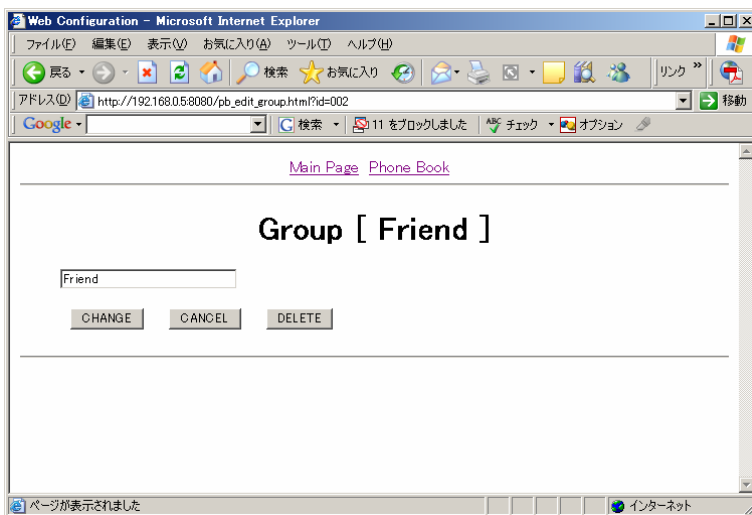 Web Configuration - Microsoft Internet Explorer
ファイル(F) 編集(E) 表示(V) お気に入り(A) ツール(T) ヘルプ(H)
戻る 検索 お気に入り リンク »
アドレス(D) http://192.168.0.5:8080/pb_edit_group.html?id=002 移動
Google 検索 11 をブロックしました ABC チェック オプション
Main Page Phone Book
Group [ Friend ]
Friend
CHANGE CANCEL DELETE
ページが表示されました インターネット